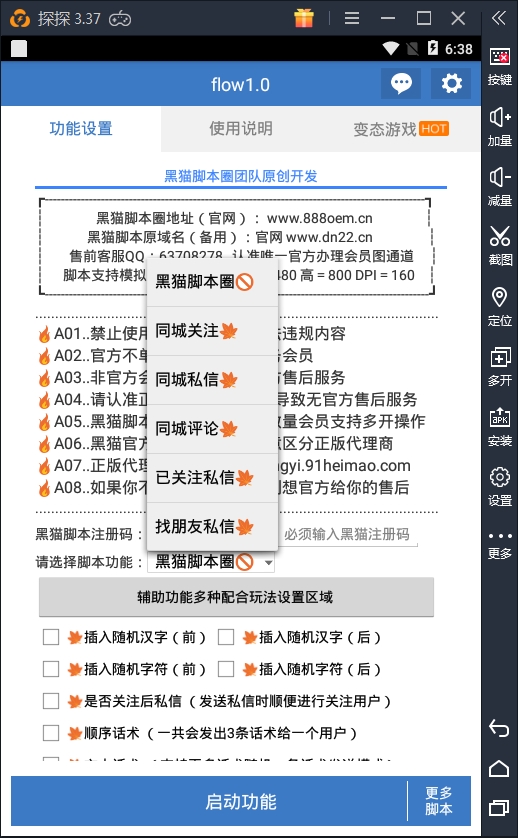 探探 3.37
6:38
flow1.0
功能设置 使用说明 变态游戏 HOT
黑猫脚本圈团队原创开发
黑猫脚本圈地址（官网）：www.888oem.cn
黑猫脚本原域名（备用）：官网 www.dn22.cn
售前客服QQ：63708278 认准唯一官方办理会员图通道
脚本支持模拟 480 高 = 800 DPI = 160
A01..禁止使用 法违规内容
A02..官方不单 会员
A03..非官方会 方售后服务
A04..请认准正 导致无官方售后服务
A05..黑猫脚本 量会员支持多开操作
A06..黑猫官方 区分正版代理商
A07..正版代理 ngyi.91heimao.com
A08..如果你不 想官方给你的售后
黑猫脚本圈
同城关注
同城私信
同城评论
已关注私信
找朋友私信
黑猫脚本注册码： 必须输入黑猫注册码
请选择脚本功能： 黑猫脚本圈
辅助功能多种配合玩法设置区域
插入随机汉字（前） 插入随机汉字（后）
插入随机字符（前） 插入随机字符（后）
是否关注后私信（发送私信时顺便进行关注用户）
顺序话术（一共会发出3条话术给一个用户）
启动功能
更多
脚本
按键
加量
减量
截图
定位
多开
安装
设置
更多